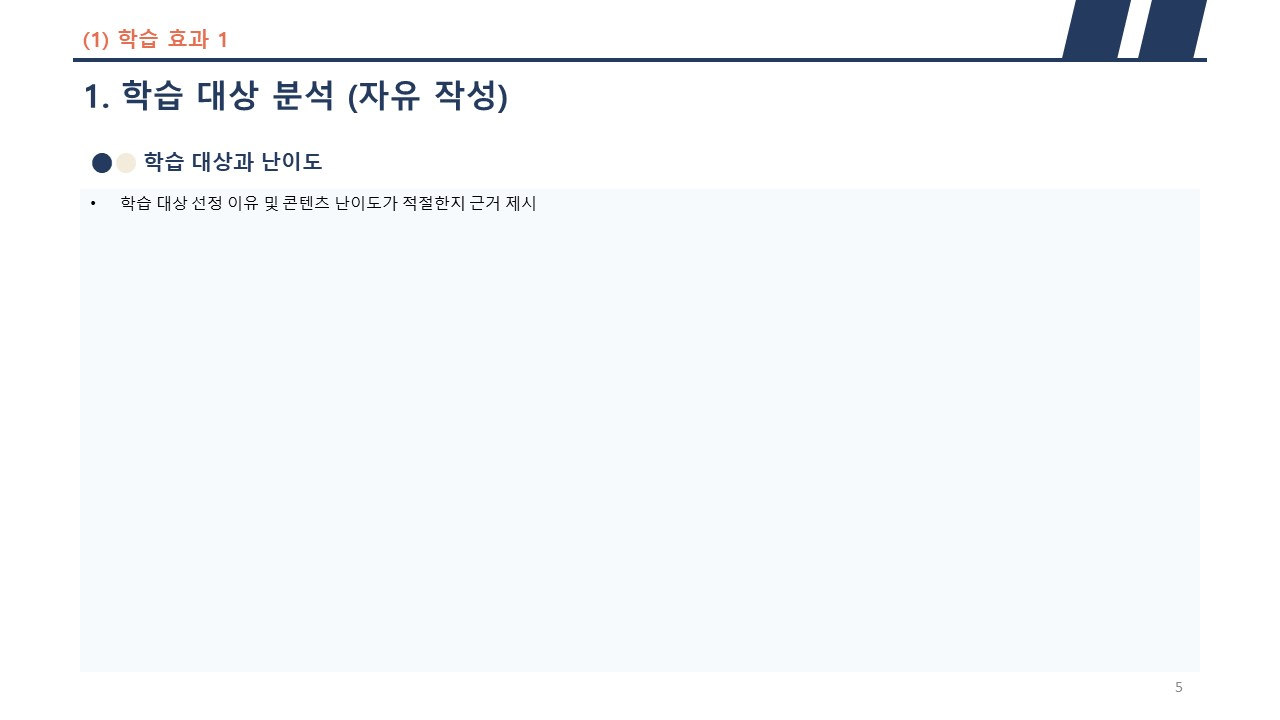 (1) 학습 효과 1
1. 학습 대상 분석 (자유 작성)
학습 대상과 난이도
• 학습 대상 선정 이유 및 콘텐츠 난이도가 적절한지 근거 제시
5